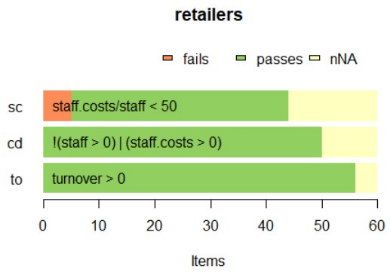 retailers
fails passes nNA
sc staff.costs/staff < 50
cd !(staff > 0) | (staff.costs > 0)
to turnover > 0
0 10 20 30 40 50 60
Items